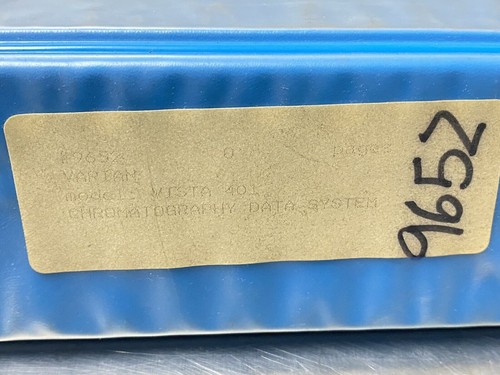 9652
VARIAN
model: VISTA 401
CHROMATOGRAPHY DATA SYSTEM
9652